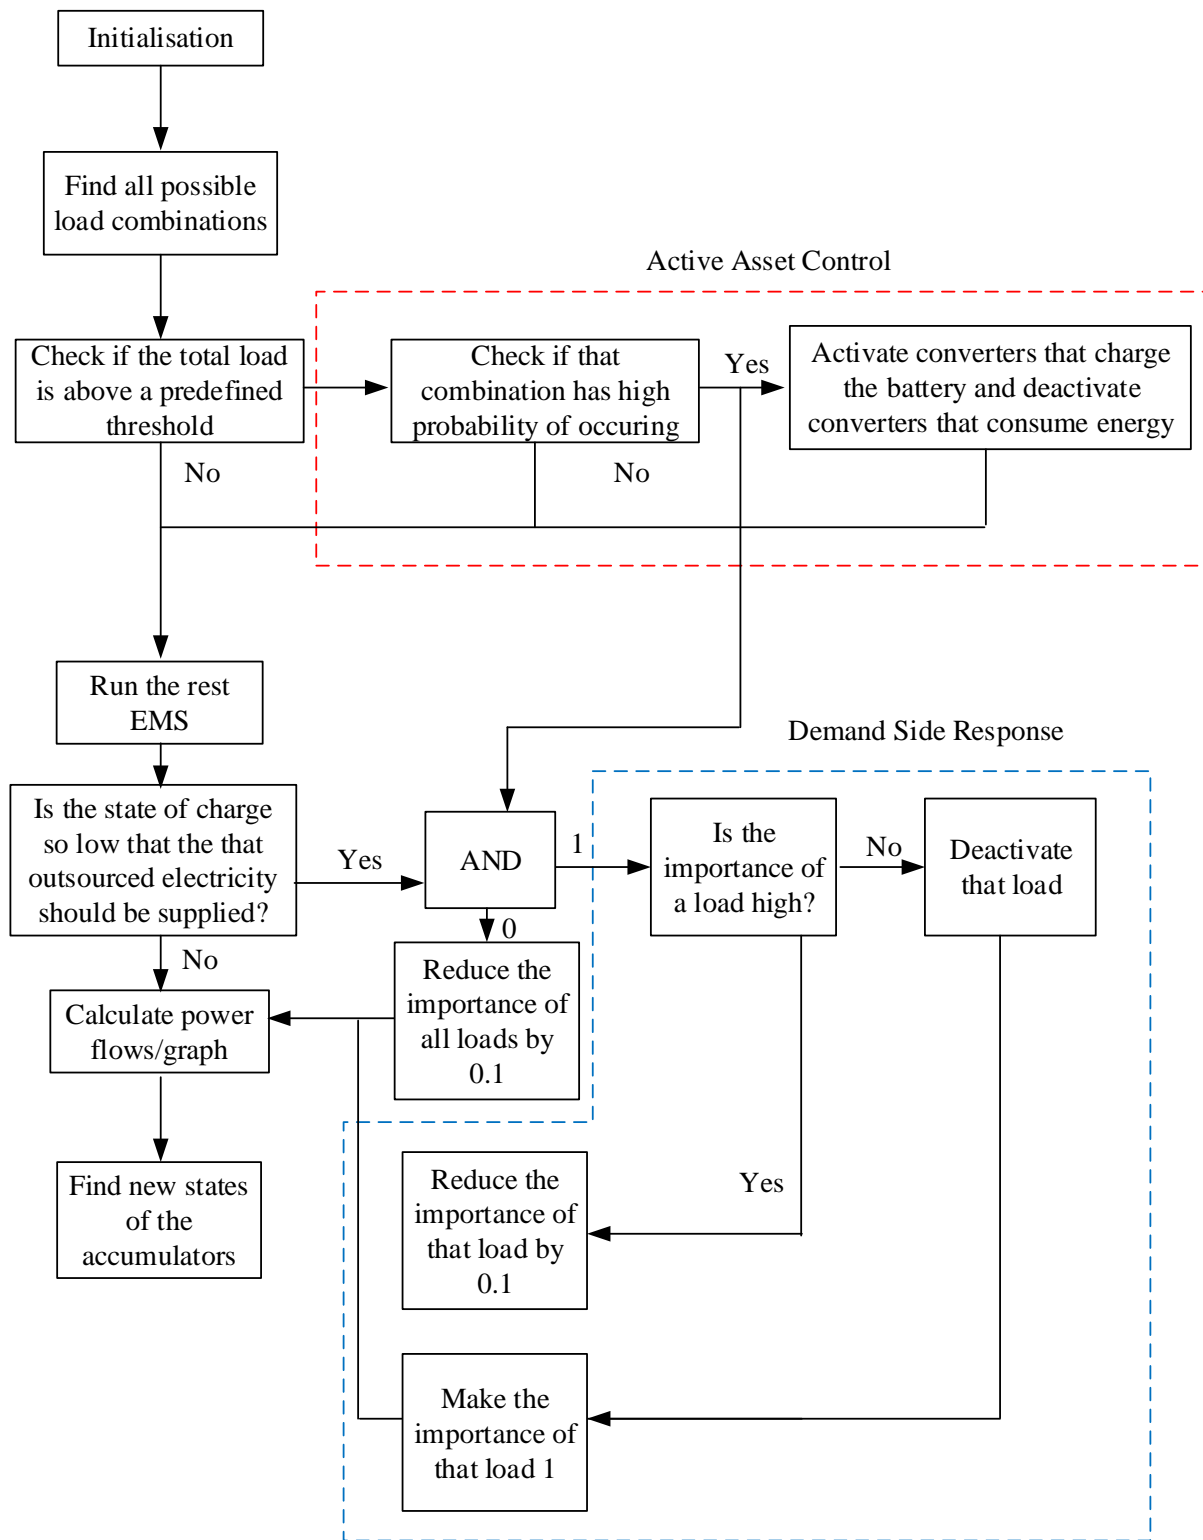 Initialisation
Find all possible
load combinations
Active Asset Control
Check if the total load
is above a predefined
threshold
Check if that
combination has high
probability of occuring
Yes
Activate converters that charge
the battery and deactivate
converters that consume energy
No
No
Run the rest
EMS
Demand Side Response
Is the state of charge
so low that the that
outsourced electricity
should be supplied?
Yes
AND
1
Is the
importance of
a load high?
No
Deactivate
that load
0
No
Calculate power
flows/graph
Reduce the
importance of
all loads by
0.1
Find new states
of the
accumulators
Reduce the
importance of
that load by
0.1
Yes
Make the
importance of
that load 1